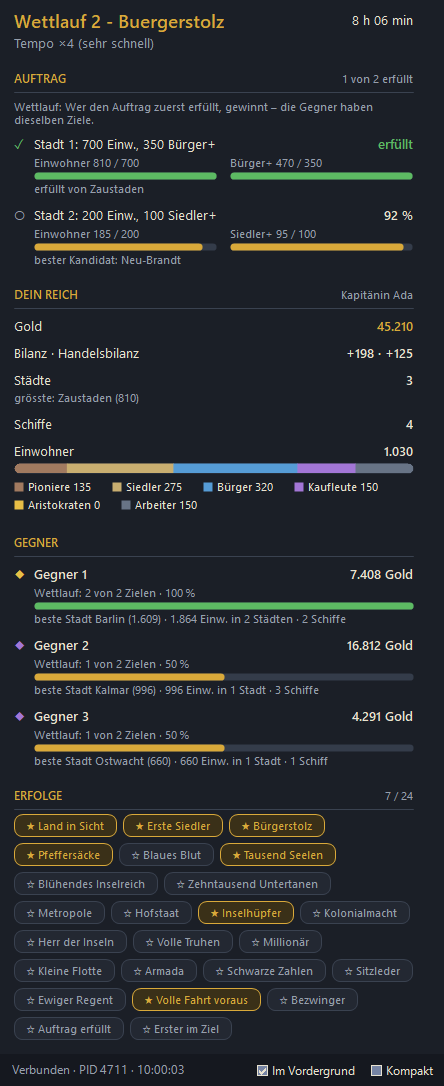 Wettlauf 2 - Buergerstolz 8 h 06 min
Tempo ×4 (sehr schnell)
AUFTRAG 1 von 2 erfüllt
Wettlauf: Wer den Auftrag zuerst erfüllt, gewinnt – die Gegner haben
dieselben Ziele.
✓ Stadt 1: 700 Einw., 350 Bürger+ erfüllt
Einwohner 810 / 700 Bürger+ 470 / 350
erfüllt von Zaustaden
○ Stadt 2: 200 Einw., 100 Siedler+ 92 %
Einwohner 185 / 200 Siedler+ 95 / 100
bester Kandidat: Neu-Brandt
DEIN REICH Kapitänin Ada
Gold 45.210
Bilanz · Handelsbilanz +198 · +125
Städte 3
grösste: Zaustaden (810)
Schiffe 4
Einwohner 1.030
Pioniere 135 Siedler 275 Bürger 320 Kaufleute 150
Aristokraten 0 Arbeiter 150
GEGNER
◆ Gegner 1 7.408 Gold
Wettlauf: 2 von 2 Zielen · 100 %
beste Stadt Barlin (1.609) · 1.864 Einw. in 2 Städten · 2 Schiffe
◆ Gegner 2 16.812 Gold
Wettlauf: 1 von 2 Zielen · 50 %
beste Stadt Kalmar (996) · 996 Einw. in 1 Stadt · 3 Schiffe
◆ Gegner 3 4.291 Gold
Wettlauf: 1 von 2 Zielen · 50 %
beste Stadt Ostwacht (660) · 660 Einw. in 1 Stadt · 1 Schiff
ERFOLGE 7 / 24
★ Land in Sicht ★ Erste Siedler ★ Bürgerstolz
★ Pfeffersäcke ☆ Blaues Blut ★ Tausend Seelen
☆ Blühendes Inselreich ☆ Zehntausend Untertanen
☆ Metropole ☆ Hofstaat ★ Inselhüpfer ☆ Kolonialmacht
☆ Herr der Inseln ☆ Volle Truhen ☆ Millionär
☆ Kleine Flotte ☆ Armada ☆ Schwarze Zahlen ☆ Sitzleder
☆ Ewiger Regent ★ Volle Fahrt voraus ☆ Bezwinger
☆ Auftrag erfüllt ☆ Erster im Ziel
Verbunden · PID 4711 · 10:00:03 Im Vordergrund Kompakt